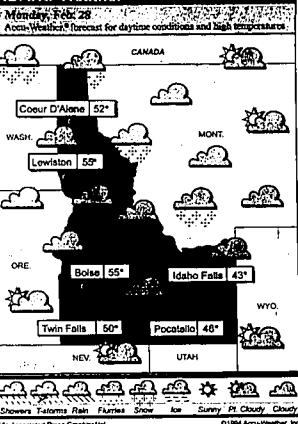 Monday, Feb. 28
Accu-Weather® forecast for daytime conditions and high temperatures
CANADA
Coeur D'Alene 52°
WASH.
MONT.
Lewiston 55°
ORE.
Boise 55°
Idaho Falls 43°
WYO.
Twin Falls 50°
Pocatello 46°
NEV.
UTAH
Showers T-storms Rain Flurries Snow Ice Sunny Pt. Cloudy Cloudy
©1994 Accu-Weather, Inc.